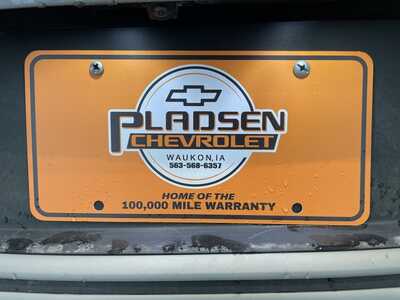 PLADSEN
CHEVROLET
WAUKON, IA
563-568-6357
HOME OF THE
100,000 MILE WARRANTY